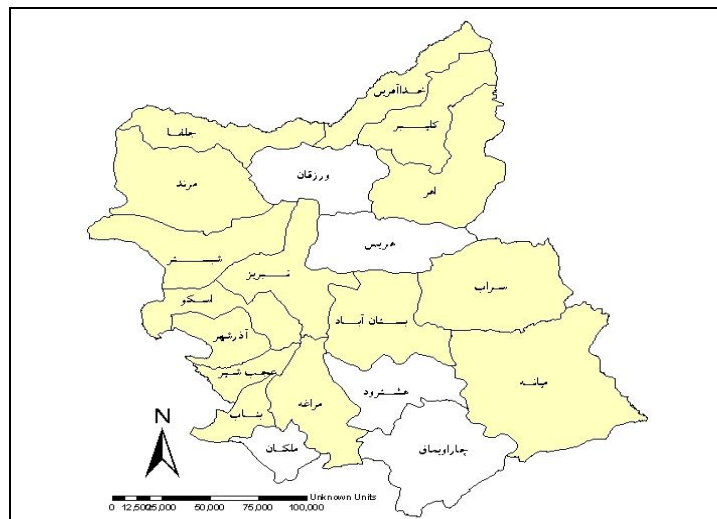 خداآفرین
کلیبر
جلفا
ورزقان
مرند
اهر
هریس
شبستر
تبریز
سراب
اسکو
بستان آباد
آذرشهر
عجب شیر
میانه
هشترود
مراغه
بناب
ملکان
چاراویماق
N
0 12,500 25,000 50,000 75,000 100,000
Unknown Units